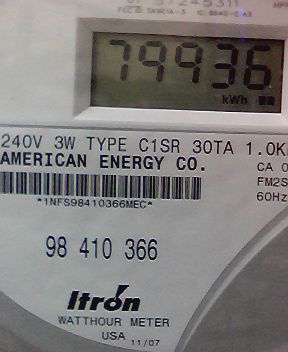 79936
kWh
240V 3W TYPE C1SR 30TA 1.0K
AMERICAN ENERGY CO.
CA
FM2S
60Hz
*1NFS98410366MEC*
98 410 366
Itron
WATTHOUR METER
USA 11/07